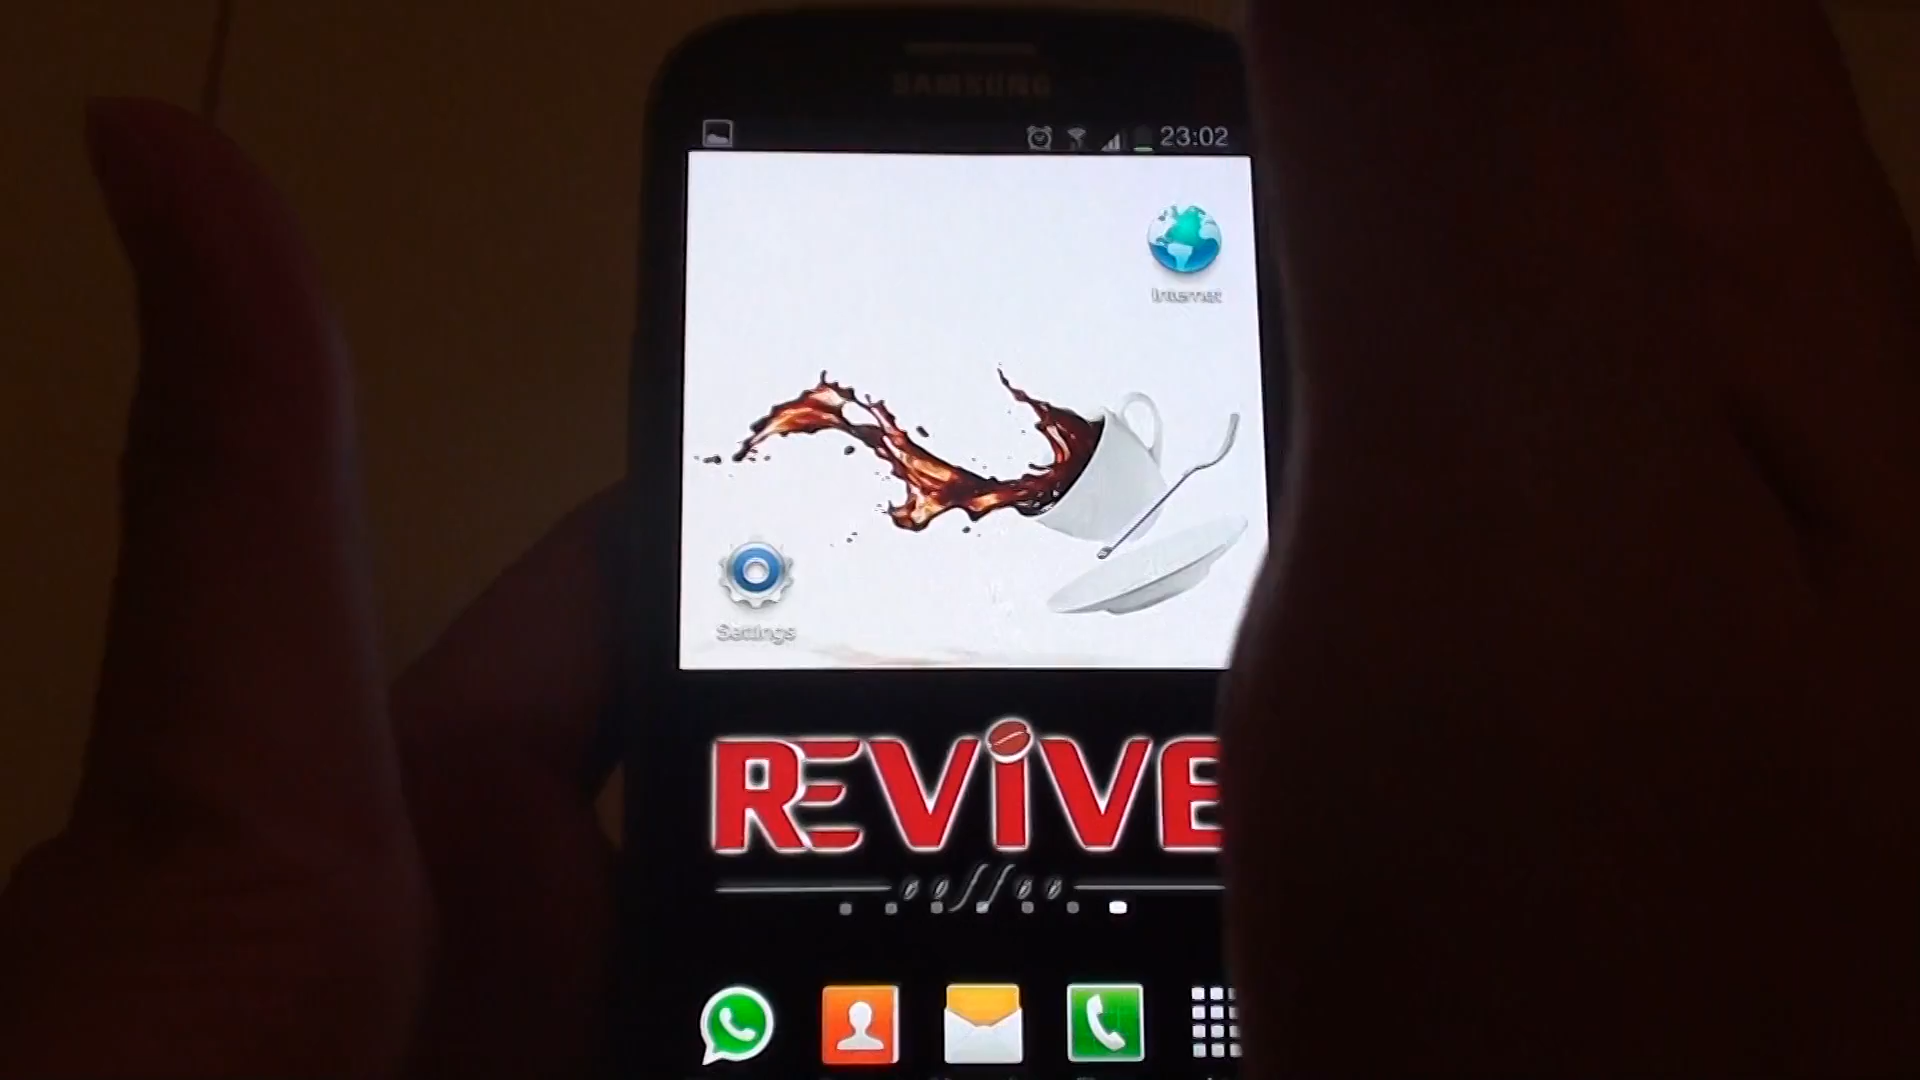 SAMSUNG
23:02
Internet
Settings
REVIVE
coffee